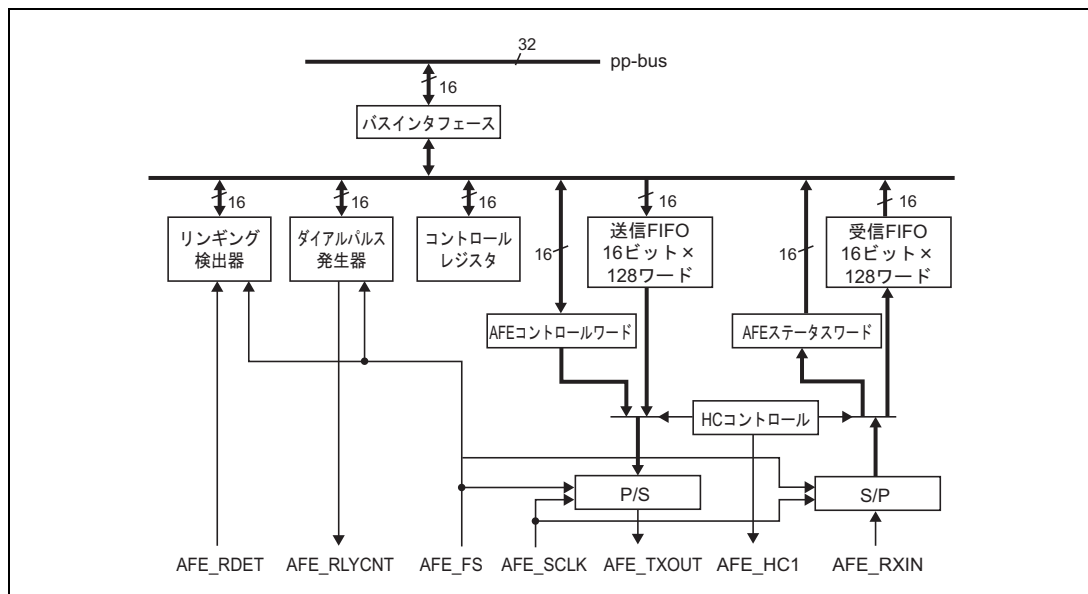 32
pp-bus
16
バスインタフェース
16
16
16
16
16
リンギング
検出器
ダイアルパルス
発生器
コントロール
レジスタ
16
送信FIFO
16ビット×
128ワード
16
受信FIFO
16ビット×
128ワード
AFEコントロールワード
AFEステータスワード
HCコントロール
P/S
S/P
AFE_RDET
AFE_RLYCNT
AFE_FS
AFE_SCLK
AFE_TXOUT
AFE_HC1
AFE_RXIN